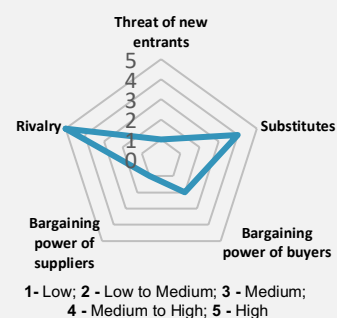 Threat of new
entrants
5
4
3
2
1
0
Rivalry
Substitutes
Bargaining
power of
suppliers
Bargaining
power of buyers
1- Low; 2 - Low to Medium; 3 - Medium;
4 - Medium to High; 5 - High